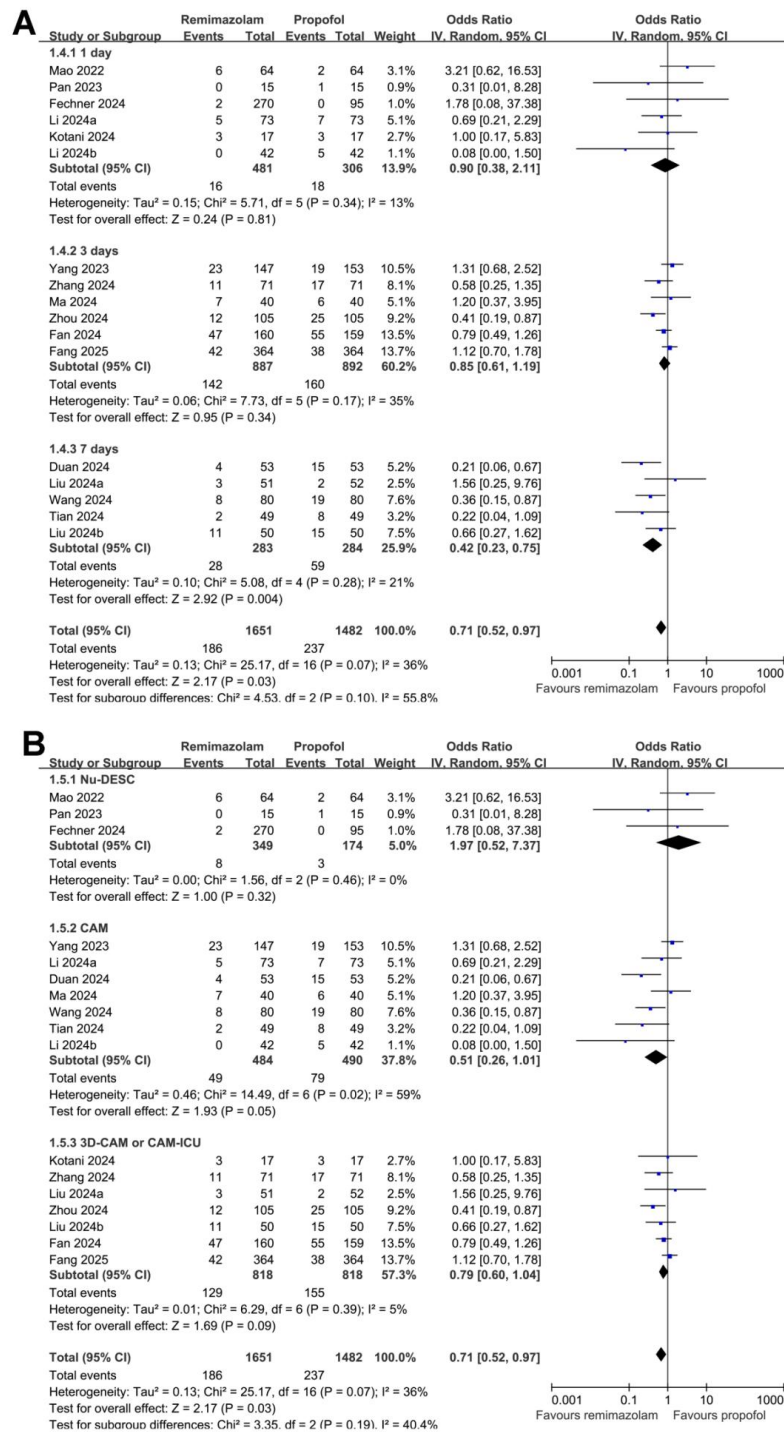 A
Remimazolam Propofol Odds Ratio Odds Ratio
Study or Subgroup Events Total Events Total Weight IV. Random. 95% CI IV. Random. 95% CI
1.4.1 1 day
Mao 2022 6 64 2 64 3.1% 3.21 [0.62, 16.53]
Pan 2023 0 15 1 15 0.9% 0.31 [0.01, 8.28]
Fechner 2024 2 270 0 95 1.0% 1.78 [0.08, 37.38]
Li 2024a 5 73 7 73 5.1% 0.69 [0.21, 2.29]
Kotani 2024 3 17 3 17 2.7% 1.00 [0.17, 5.83]
Li 2024b 0 42 5 42 1.1% 0.08 [0.00, 1.50]
Subtotal (95% CI) 481 306 13.9% 0.90 [0.38, 2.11]
Total events 16 18
Heterogeneity: Tau² = 0.15; Chi² = 5.71, df = 5 (P = 0.34); I² = 13%
Test for overall effect: Z = 0.24 (P = 0.81)
1.4.2 3 days
Yang 2023 23 147 19 153 10.5% 1.31 [0.68, 2.52]
Zhang 2024 11 71 17 71 8.1% 0.58 [0.25, 1.35]
Ma 2024 7 40 6 40 5.1% 1.20 [0.37, 3.95]
Zhou 2024 12 105 25 105 9.2% 0.41 [0.19, 0.87]
Fan 2024 47 160 55 159 13.5% 0.79 [0.49, 1.26]
Fang 2025 42 364 38 364 13.7% 1.12 [0.70, 1.78]
Subtotal (95% CI) 887 892 60.2% 0.85 [0.61, 1.19]
Total events 142 160
Heterogeneity: Tau² = 0.06; Chi² = 7.73, df = 5 (P = 0.17); I² = 35%
Test for overall effect: Z = 0.95 (P = 0.34)
1.4.3 7 days
Duan 2024 4 53 15 53 5.2% 0.21 [0.06, 0.67]
Liu 2024a 3 51 2 52 2.5% 1.56 [0.25, 9.76]
Wang 2024 8 80 19 80 7.6% 0.36 [0.15, 0.87]
Tian 2024 2 49 8 49 3.2% 0.22 [0.04, 1.09]
Liu 2024b 11 50 15 50 7.5% 0.66 [0.27, 1.62]
Subtotal (95% CI) 283 284 25.9% 0.42 [0.23, 0.75]
Total events 28 59
Heterogeneity: Tau² = 0.10; Chi² = 5.08, df = 4 (P = 0.28); I² = 21%
Test for overall effect: Z = 2.92 (P = 0.004)
Total (95% CI) 1651 1482 100.0% 0.71 [0.52, 0.97]
Total events 186 237
Heterogeneity: Tau² = 0.13; Chi² = 25.17, df = 16 (P = 0.07); I² = 36%
Test for overall effect: Z = 2.17 (P = 0.03)
Test for subgroup differences: Chi² = 4.53. df = 2 (P = 0.10). I² = 55.8%
0.001 0.1 1 10 1000
Favours remimazolam Favours propofol
B
Remimazolam Propofol Odds Ratio Odds Ratio
Study or Subgroup Events Total Events Total Weight IV. Random. 95% CI IV. Random. 95% CI
1.5.1 Nu-DESC
Mao 2022 6 64 2 64 3.1% 3.21 [0.62, 16.53]
Pan 2023 0 15 1 15 0.9% 0.31 [0.01, 8.28]
Fechner 2024 2 270 0 95 1.0% 1.78 [0.08, 37.38]
Subtotal (95% CI) 349 174 5.0% 1.97 [0.52, 7.37]
Total events 8 3
Heterogeneity: Tau² = 0.00; Chi² = 1.56, df = 2 (P = 0.46); I² = 0%
Test for overall effect: Z = 1.00 (P = 0.32)
1.5.2 CAM
Yang 2023 23 147 19 153 10.5% 1.31 [0.68, 2.52]
Li 2024a 5 73 7 73 5.1% 0.69 [0.21, 2.29]
Duan 2024 4 53 15 53 5.2% 0.21 [0.06, 0.67]
Ma 2024 7 40 6 40 5.1% 1.20 [0.37, 3.95]
Wang 2024 8 80 19 80 7.6% 0.36 [0.15, 0.87]
Tian 2024 2 49 8 49 3.2% 0.22 [0.04, 1.09]
Li 2024b 0 42 5 42 1.1% 0.08 [0.00, 1.50]
Subtotal (95% CI) 484 490 37.8% 0.51 [0.26, 1.01]
Total events 49 79
Heterogeneity: Tau² = 0.46; Chi² = 14.49, df = 6 (P = 0.02); I² = 59%
Test for overall effect: Z = 1.93 (P = 0.05)
1.5.3 3D-CAM or CAM-ICU
Kotani 2024 3 17 3 17 2.7% 1.00 [0.17, 5.83]
Zhang 2024 11 71 17 71 8.1% 0.58 [0.25, 1.35]
Liu 2024a 3 51 2 52 2.5% 1.56 [0.25, 9.76]
Zhou 2024 12 105 25 105 9.2% 0.41 [0.19, 0.87]
Liu 2024b 11 50 15 50 7.5% 0.66 [0.27, 1.62]
Fan 2024 47 160 55 159 13.5% 0.79 [0.49, 1.26]
Fang 2025 42 364 38 364 13.7% 1.12 [0.70, 1.78]
Subtotal (95% CI) 818 818 57.3% 0.79 [0.60, 1.04]
Total events 129 155
Heterogeneity: Tau² = 0.01; Chi² = 6.29, df = 6 (P = 0.39); I² = 5%
Test for overall effect: Z = 1.69 (P = 0.09)
Total (95% CI) 1651 1482 100.0% 0.71 [0.52, 0.97]
Total events 186 237
Heterogeneity: Tau² = 0.13; Chi² = 25.17, df = 16 (P = 0.07); I² = 36%
Test for overall effect: Z = 2.17 (P = 0.03)
Test for subgroup differences: Chi² = 3.35. df = 2 (P = 0.19). I² = 40.4%
0.001 0.1 1 10 1000
Favours remimazolam Favours propofol